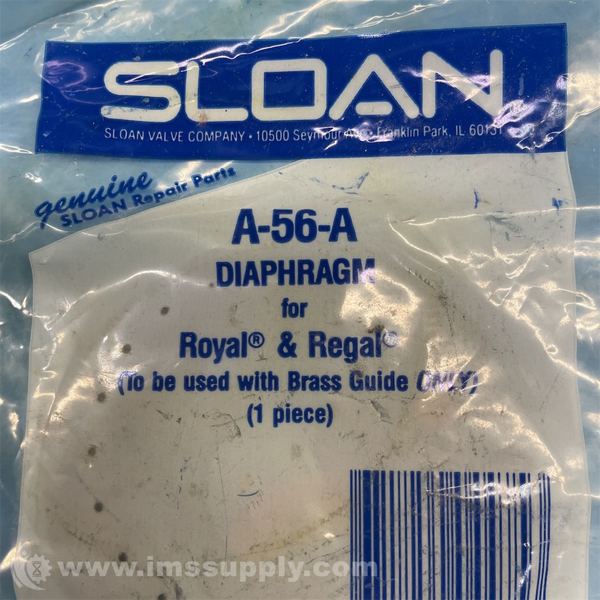 SLOAN
SLOAN VALVE COMPANY • 10500 Seymour Ave • Franklin Park, IL 60131
genuine
SLOAN Repair Parts
A-56-A
DIAPHRAGM
for
Royal® & Regal®
(To be used with Brass Guide ONLY)
(1 piece)
www.imssupply.com